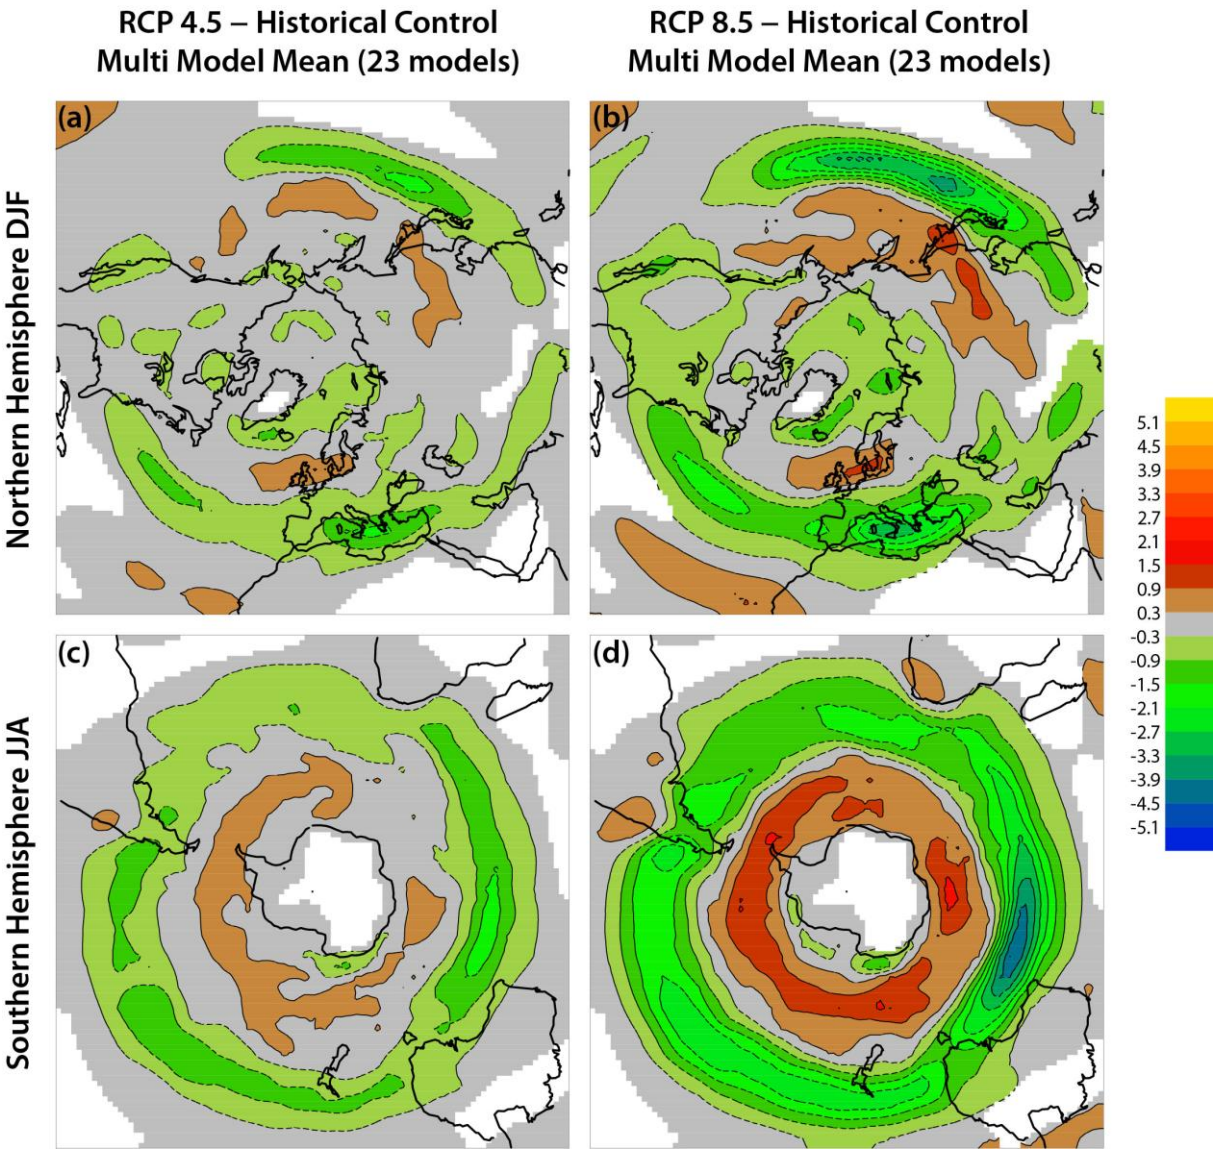 RCP 4.5 – Historical Control
Multi Model Mean (23 models)
RCP 8.5 – Historical Control
Multi Model Mean (23 models)
Northern Hemisphere DJF
(a)
(b)
Southern Hemisphere JJA
(c)
(d)
5.1
4.5
3.9
3.3
2.7
2.1
1.5
0.9
0.3
-0.3
-0.9
-1.5
-2.1
-2.7
-3.3
-3.9
-4.5
-5.1